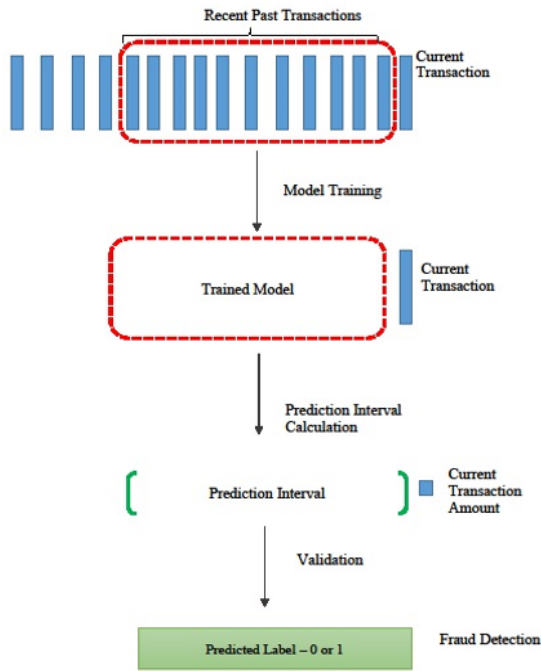 Recent Past Transactions
Current
Transaction
Model Training
Trained Model
Current
Transaction
Prediction Interval
Calculation
Prediction Interval
Current
Transaction
Amount
Validation
Predicted Label – 0 or 1
Fraud Detection